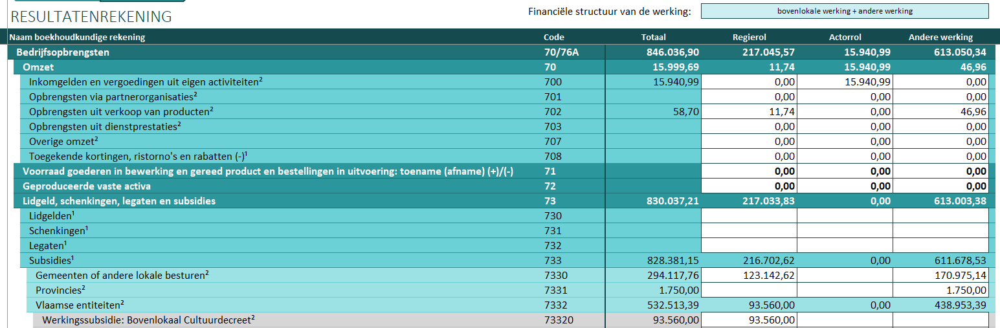 RESULTATENREKENING
Financiële structuur van de werking: bovenlokale werking + andere werking
Naam boekhoudkundige rekening Code Totaal Regierol Actorrol Andere werking
Bedrijfsopbrengsten 70/76A 846.036,90 217.045,57 15.940,99 613.050,34
Omzet 70 15.999,69 11,74 15.940,99 46,96
Inkomgelden en vergoedingen uit eigen activiteiten² 700 15.940,99 0,00 15.940,99 0,00
Opbrengsten via partnerorganisaties² 701 0,00 0,00 0,00
Opbrengsten uit verkoop van producten² 702 58,70 11,74 0,00 46,96
Opbrengsten uit dienstprestaties² 703 0,00 0,00 0,00
Overige omzet² 707 0,00 0,00 0,00
Toegekende kortingen, ristorno's en rabatten (-)¹ 708 0,00 0,00 0,00
Voorraad goederen in bewerking en gereed product en bestellingen in uitvoering: toename (afname) (+)/(-) 71 0,00 0,00 0,00
Geproduceerde vaste activa 72 0,00 0,00 0,00
Lidgeld, schenkingen, legaten en subsidies 73 830.037,21 217.033,83 0,00 613.003,38
Lidgelden¹ 730
Schenkingen¹ 731
Legaten¹ 732
Subsidies¹ 733 828.381,15 216.702,62 0,00 611.678,53
Gemeenten of andere lokale besturen² 7330 294.117,76 123.142,62 170.975,14
Provincies² 7331 1.750,00 1.750,00
Vlaamse entiteiten² 7332 532.513,39 93.560,00 0,00 438.953,39
Werkingssubsidie: Bovenlokaal Cultuurdecreet² 73320 93.560,00 93.560,00